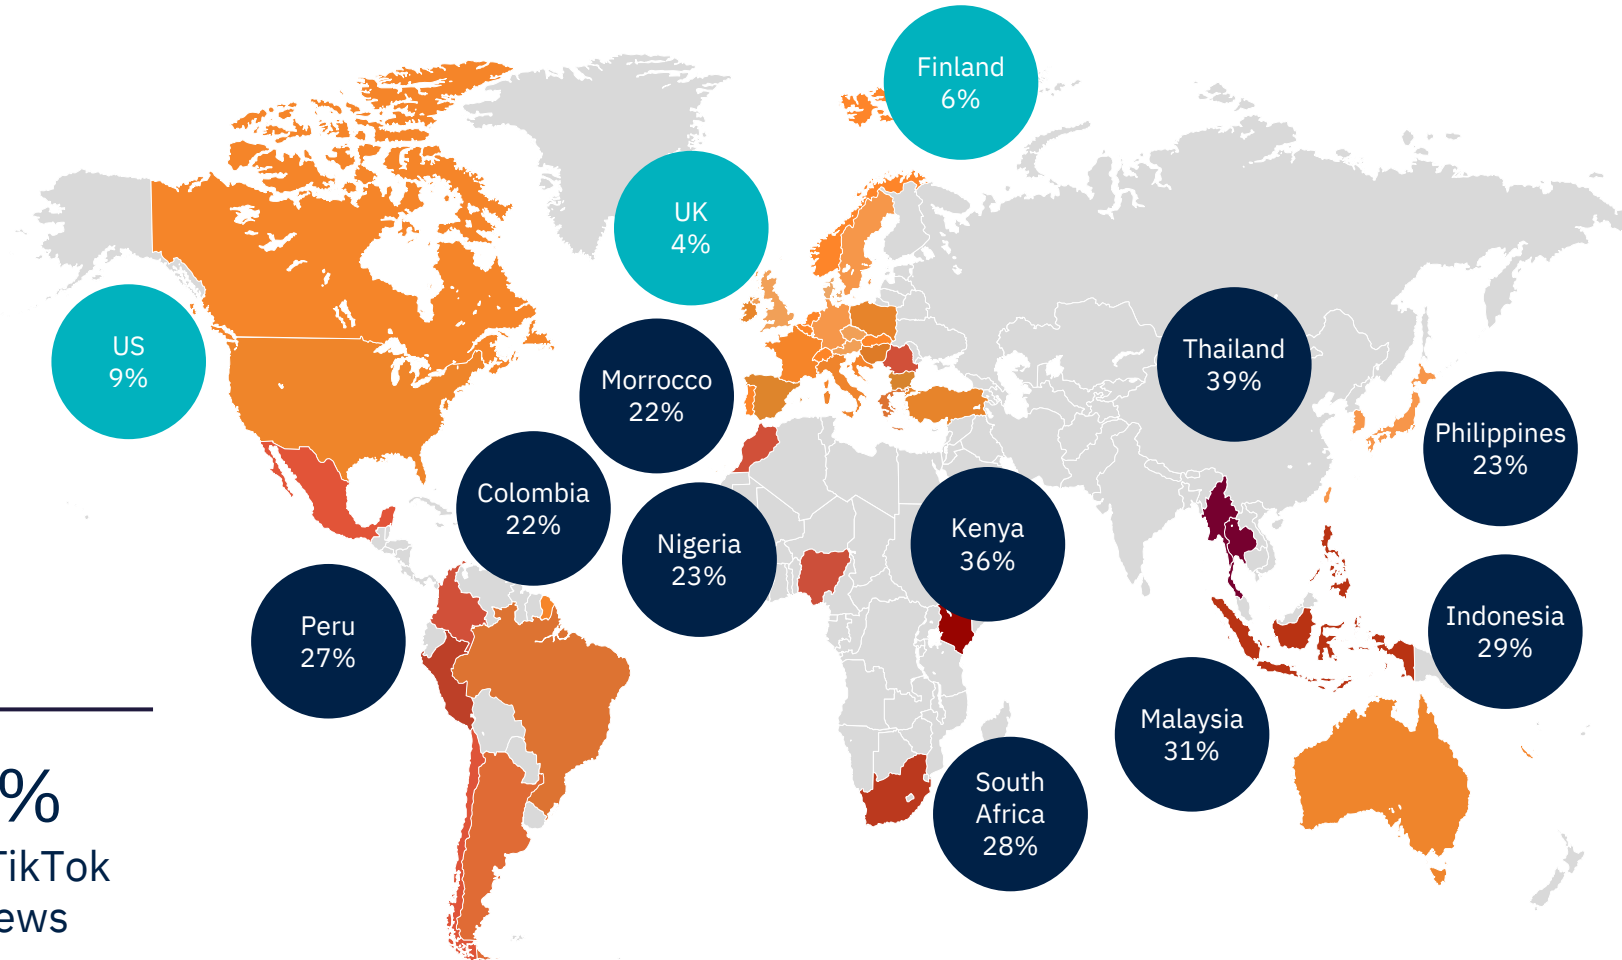 Finland
6%
UK
4%
US
9%
Morrocco
22%
Thailand
39%
Philippines
23%
Colombia
22%
Nigeria
23%
Kenya
36%
Peru
27%
Indonesia
29%
Malaysia
31%
South
Africa
28%
%
TikTok
ews